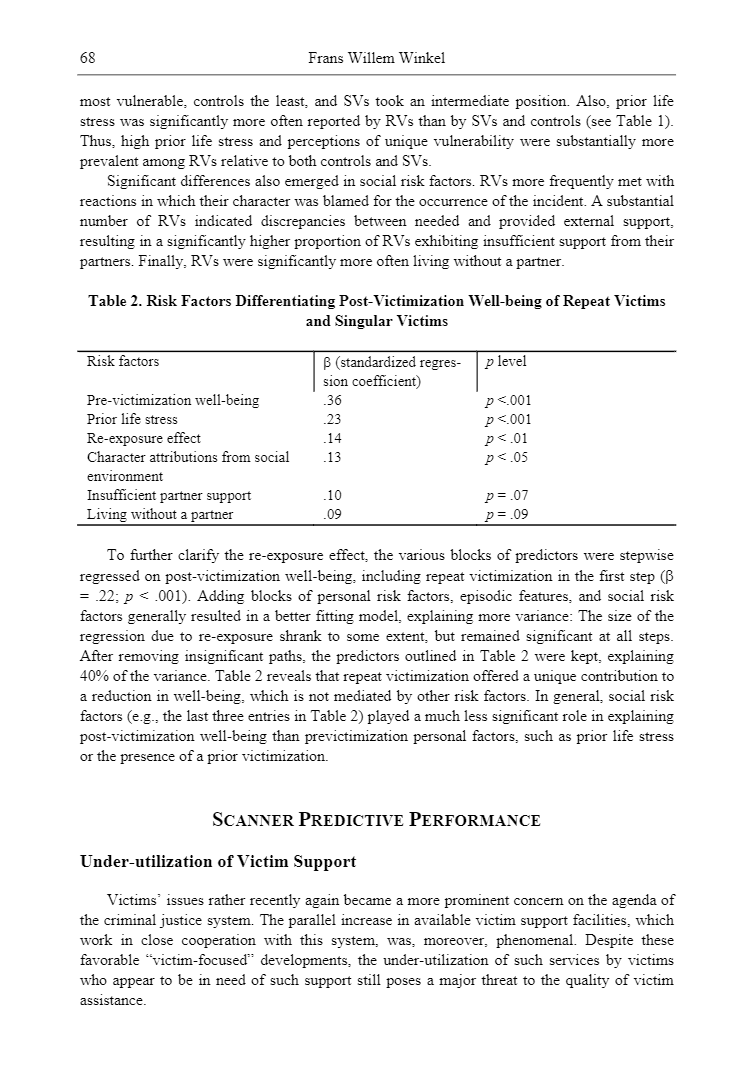 68
Frans Willem Winkel
most vulnerable, controls the least, and SVs took an intermediate position. Also, prior life
stress was significantly more often reported by RVs than by SVs and controls (see Table 1).
Thus, high prior life stress and perceptions of unique vulnerability were substantially more
prevalent among RVs relative to both controls and SVs.
Significant differences also emerged in social risk factors. RVs more frequently met with
reactions in which their character was blamed for the occurrence of the incident. A substantial
number of RVs indicated discrepancies between needed and provided external support,
resulting in a significantly higher proportion of RVs exhibiting insufficient support from their
partners. Finally, RVs were significantly more often living without a partner.
Table 2. Risk Factors Differentiating Post-Victimization Well-being of Repeat Victims
and Singular Victims
Risk factors β (standardized regres- p level
sion coefficient)
Pre-victimization well-being .36 p <.001
Prior life stress .23 p <.001
Re-exposure effect .14 p < .01
Character attributions from social .13 p < .05
environment
Insufficient partner support .10 p = .07
Living without a partner .09 p = .09
To further clarify the re-exposure effect, the various blocks of predictors were stepwise
regressed on post-victimization well-being, including repeat victimization in the first step (β
= .22; p < .001). Adding blocks of personal risk factors, episodic features, and social risk
factors generally resulted in a better fitting model, explaining more variance: The size of the
regression due to re-exposure shrank to some extent, but remained significant at all steps.
After removing insignificant paths, the predictors outlined in Table 2 were kept, explaining
40% of the variance. Table 2 reveals that repeat victimization offered a unique contribution to
a reduction in well-being, which is not mediated by other risk factors. In general, social risk
factors (e.g., the last three entries in Table 2) played a much less significant role in explaining
post-victimization well-being than previctimization personal factors, such as prior life stress
or the presence of a prior victimization.
SCANNER PREDICTIVE PERFORMANCE
Under-utilization of Victim Support
Victims’ issues rather recently again became a more prominent concern on the agenda of
the criminal justice system. The parallel increase in available victim support facilities, which
work in close cooperation with this system, was, moreover, phenomenal. Despite these
favorable “victim-focused” developments, the under-utilization of such services by victims
who appear to be in need of such support still poses a major threat to the quality of victim
assistance.